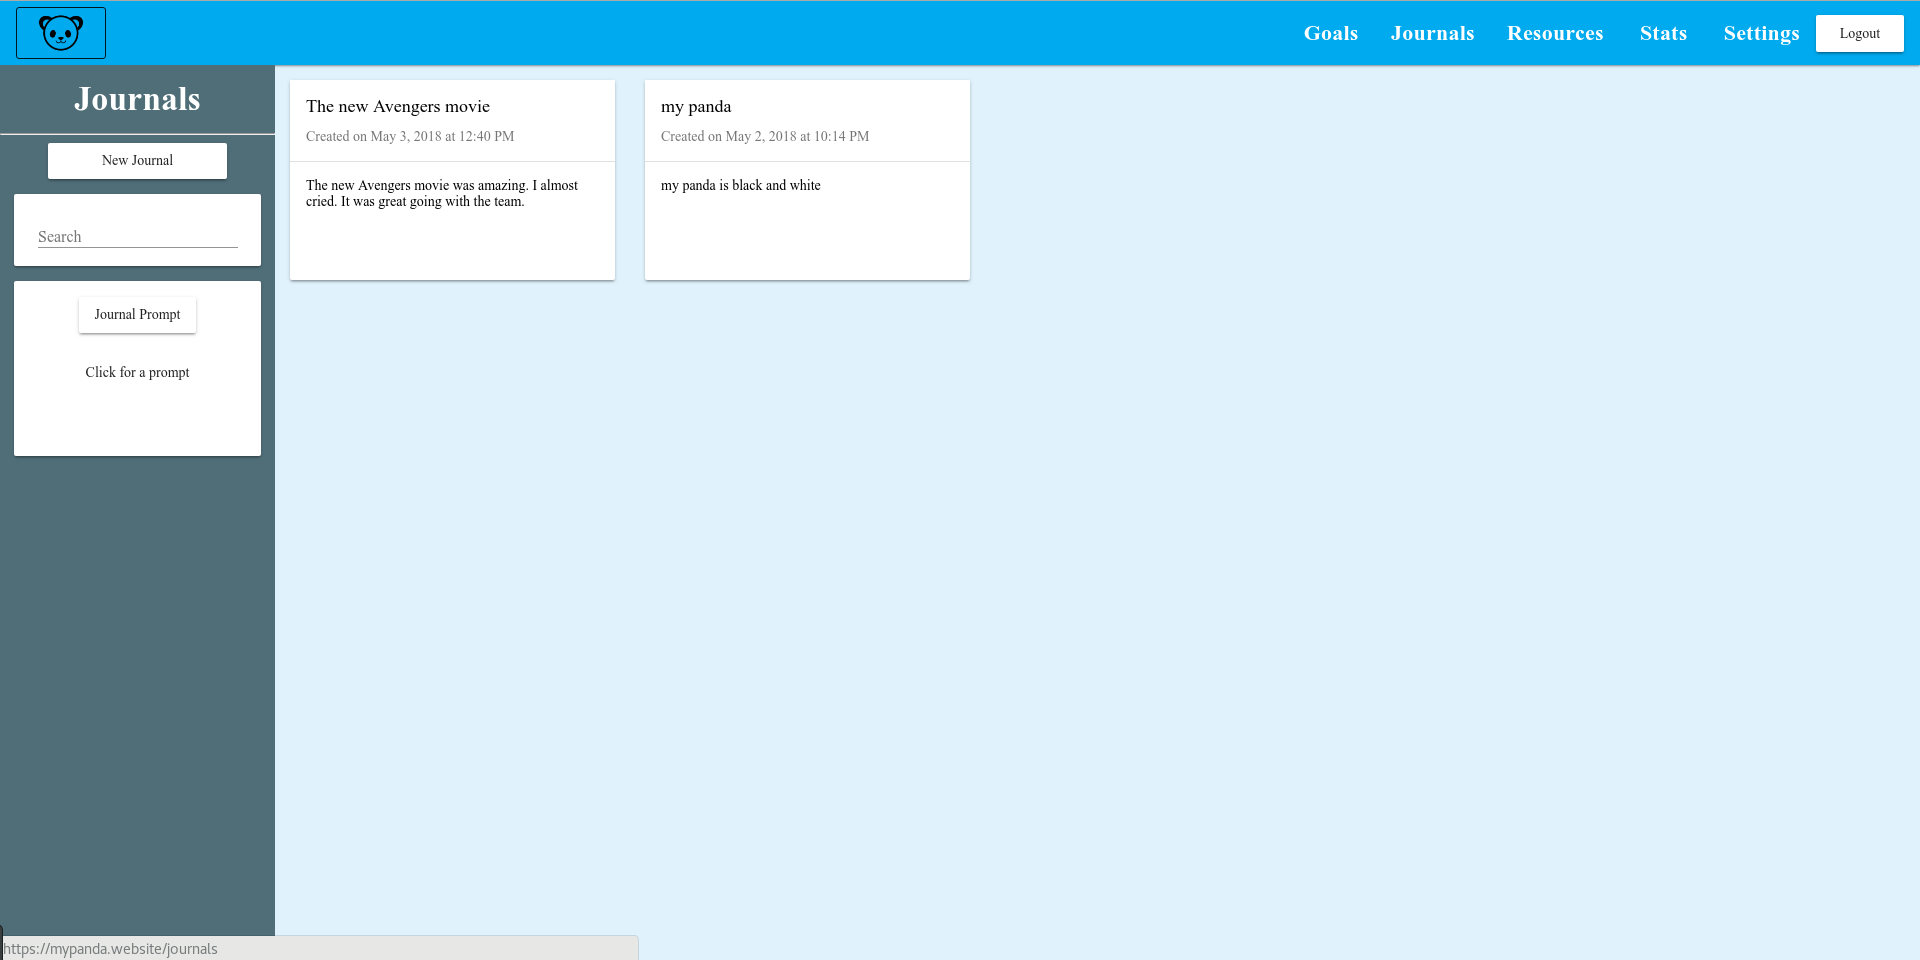 Goals Journals Resources Stats Settings Logout
Journals
New Journal
Search
Journal Prompt
Click for a prompt
The new Avengers movie
Created on May 3, 2018 at 12:40 PM
The new Avengers movie was amazing. I almost
cried. It was great going with the team.
my panda
Created on May 2, 2018 at 10:14 PM
my panda is black and white
https://mypanda.website/journals